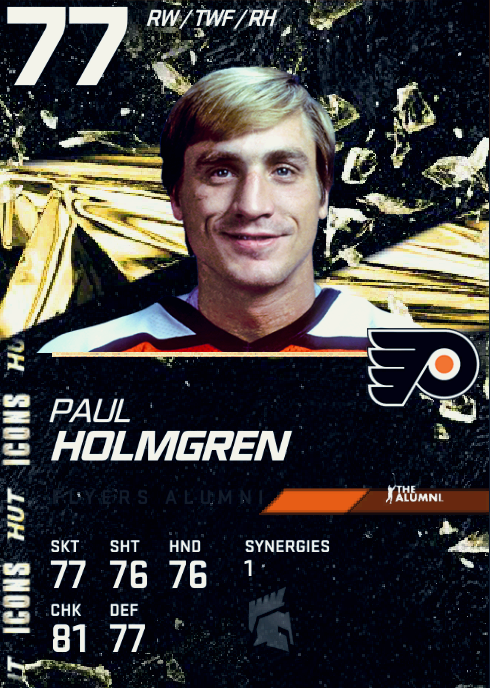 77
RW / TWF / RH
HUT
ICONS
HUT
ICONS
PAUL
HOLMGREN
FLYERS ALUMNI
THE
ALUMNI.
SKT SHT HND SYNERGIES
77 76 76 1
CHK DEF
81 77